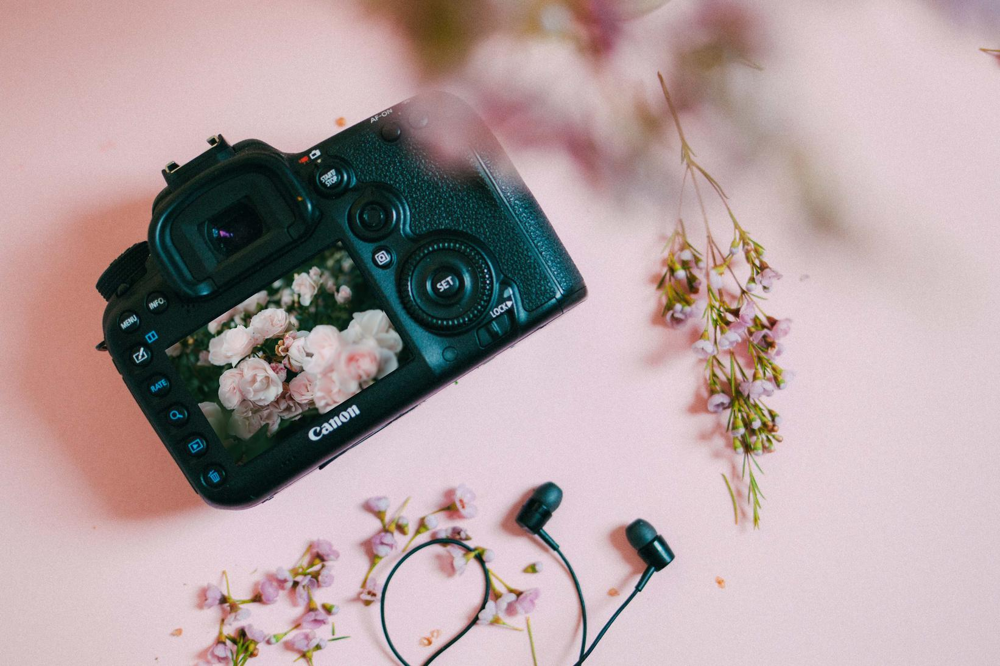 AF-ON
START/
STOP
INFO.
MENU
SET
LOCK
RATE
Canon